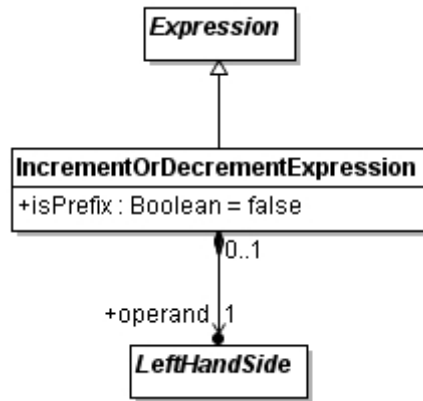 Expression
IncrementOrDecrementExpression
+isPrefix : Boolean = false
0..1
+operand 1
LeftHandSide